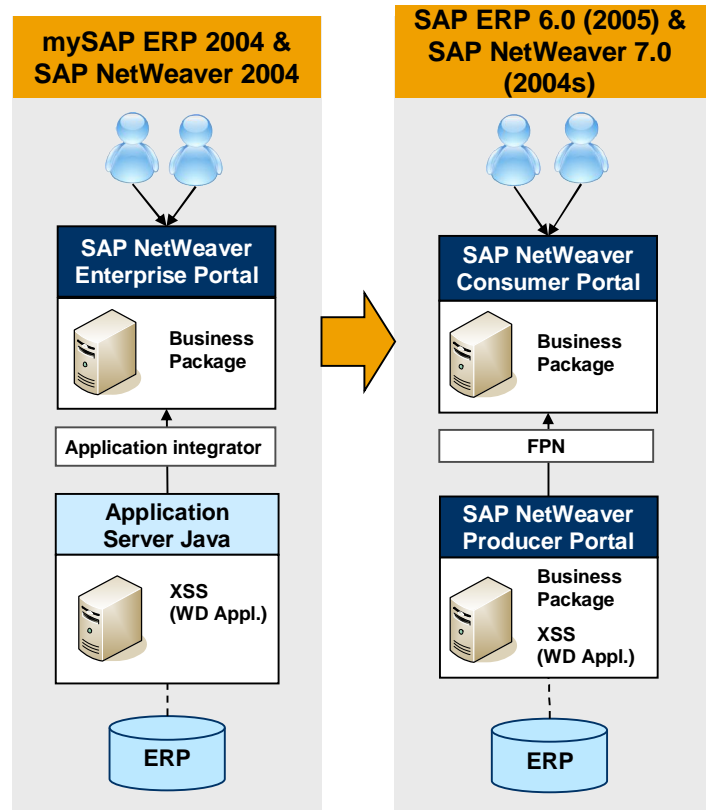 mySAP ERP 2004 &
SAP NetWeaver 2004
SAP NetWeaver
Enterprise Portal
Business
Package
Application integrator
Application
Server Java
XSS
(WD Appl.)
ERP
SAP ERP 6.0 (2005) &
SAP NetWeaver 7.0
(2004s)
SAP NetWeaver
Consumer Portal
Business
Package
FPN
SAP NetWeaver
Producer Portal
Business
Package
XSS
(WD Appl.)
ERP